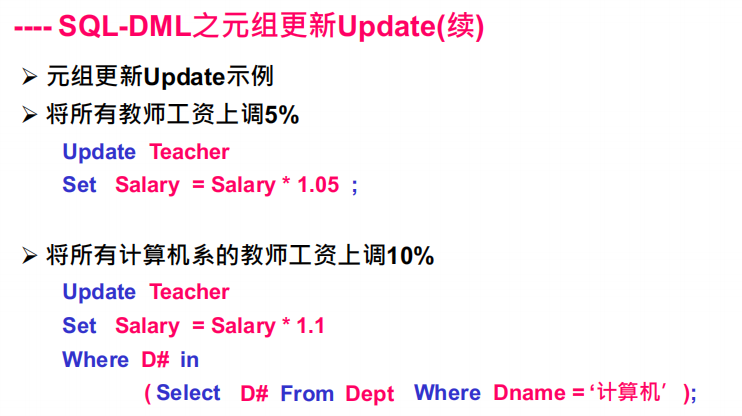 ---- SQL-DML之元组更新Update(续)
➢ 元组更新Update示例
➢ 将所有教师工资上调5%
Update Teacher
Set Salary = Salary * 1.05 ;
➢ 将所有计算机系的教师工资上调10%
Update Teacher
Set Salary = Salary * 1.1
Where D# in
( Select D# From Dept Where Dname = ‘计算机’ );